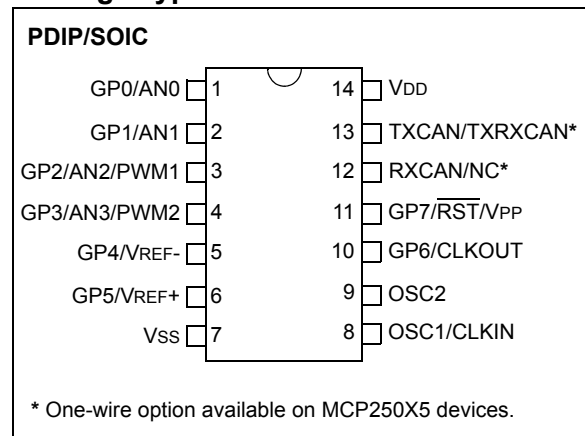 PDIP/SOIC
GP0/AN0 1 14 VDD
GP1/AN1 2 13 TXCAN/TXRXCAN*
GP2/AN2/PWM1 3 12 RXCAN/NC*
GP3/AN3/PWM2 4 11 GP7/RST/VPP
GP4/VREF- 5 10 GP6/CLKOUT
GP5/VREF+ 6 9 OSC2
VSS 7 8 OSC1/CLKIN
* One-wire option available on MCP250X5 devices.